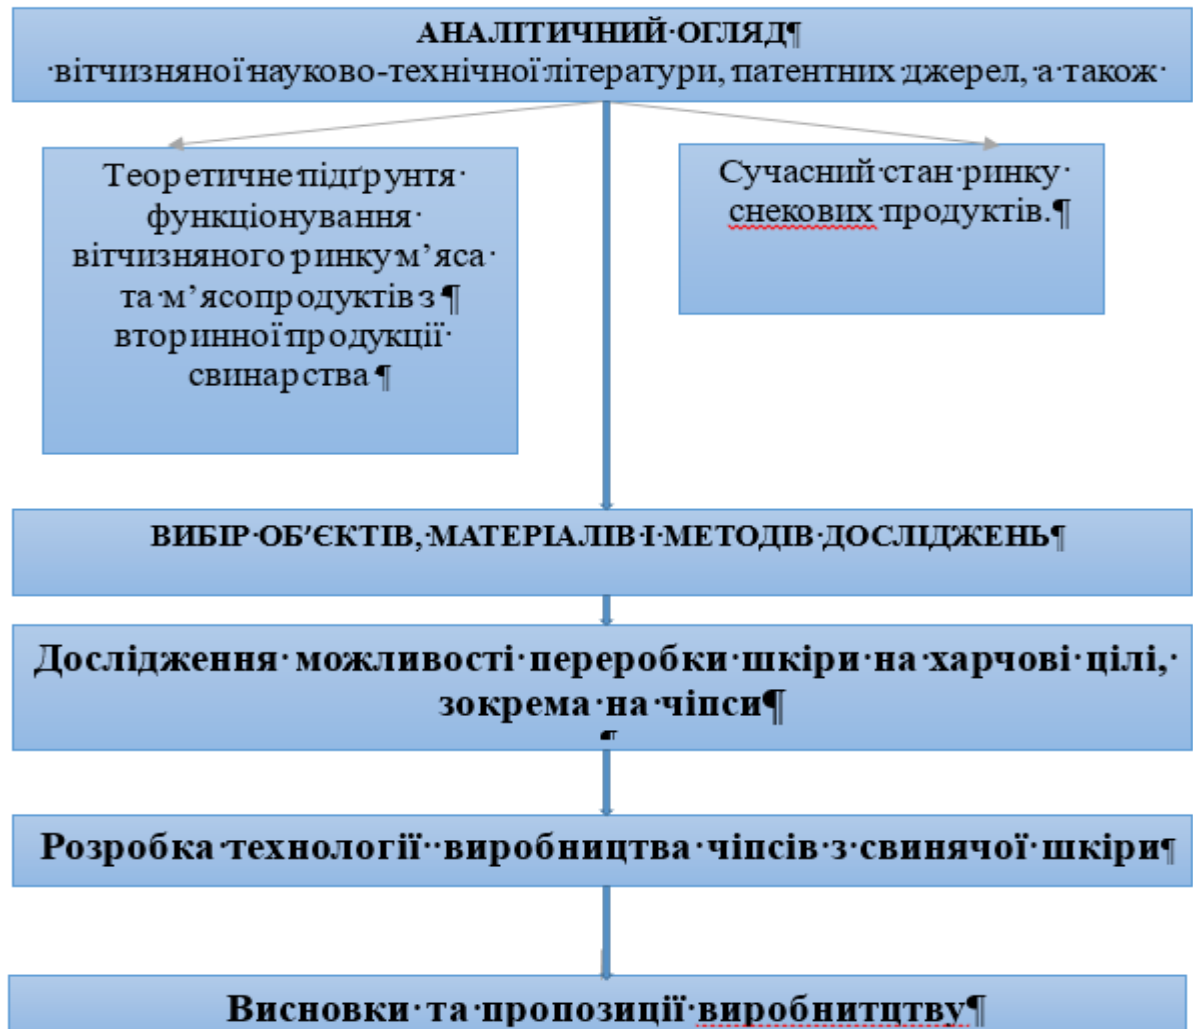 АНАЛІТИЧНИЙ·ОГЛЯД¶
·вітчизняної·науково-технічної·літератури,·патентних·джерел,·а·також·
Теоретичне·підґрунтя·
функціонування·
вітчизняного·ринку·м’яса·
та·м’ясопродуктів·з·¶
вторинної·продукції·
свинарства·¶
Сучасний·стан·ринку·
снекових·продуктів.¶
ВИБІР·ОБ′ЄКТІВ,·МАТЕРІАЛІВ·І·МЕТОДІВ·ДОСЛІДЖЕНЬ¶
Дослідження·можливості·переробки·шкіри·на·харчові·цілі,·
зокрема·на·чіпси¶
¶
Розробка·технології··виробництва·чіпсів·з·свинячої·шкіри¶
Висновки·та·пропозиції·виробнитцтву¶